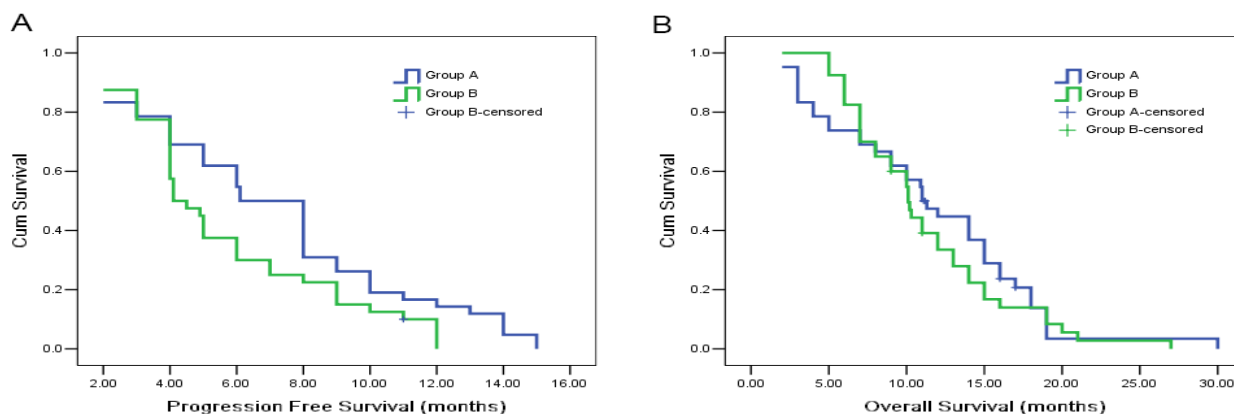 A
1.0
0.8
0.6
0.4
0.2
0.0
Cum Survival
Group A
Group B
Group B-censored
2.00 4.00 6.00 8.00 10.00 12.00 14.00 16.00
Progression Free Survival (months)
B
1.0
0.8
0.6
0.4
0.2
0.0
Cum Survival
Group A
Group B
Group A-censored
Group B-censored
0.00 5.00 10.00 15.00 20.00 25.00 30.00
Overall Survival (months)